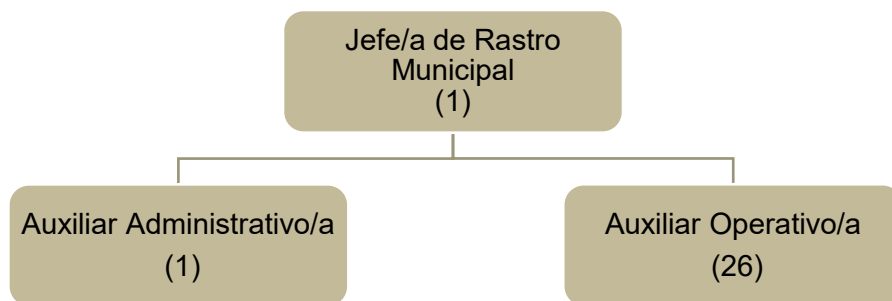 Jefe/a de Rastro
Municipal
(1)
Auxiliar Administrativo/a
(1)
Auxiliar Operativo/a
(26)